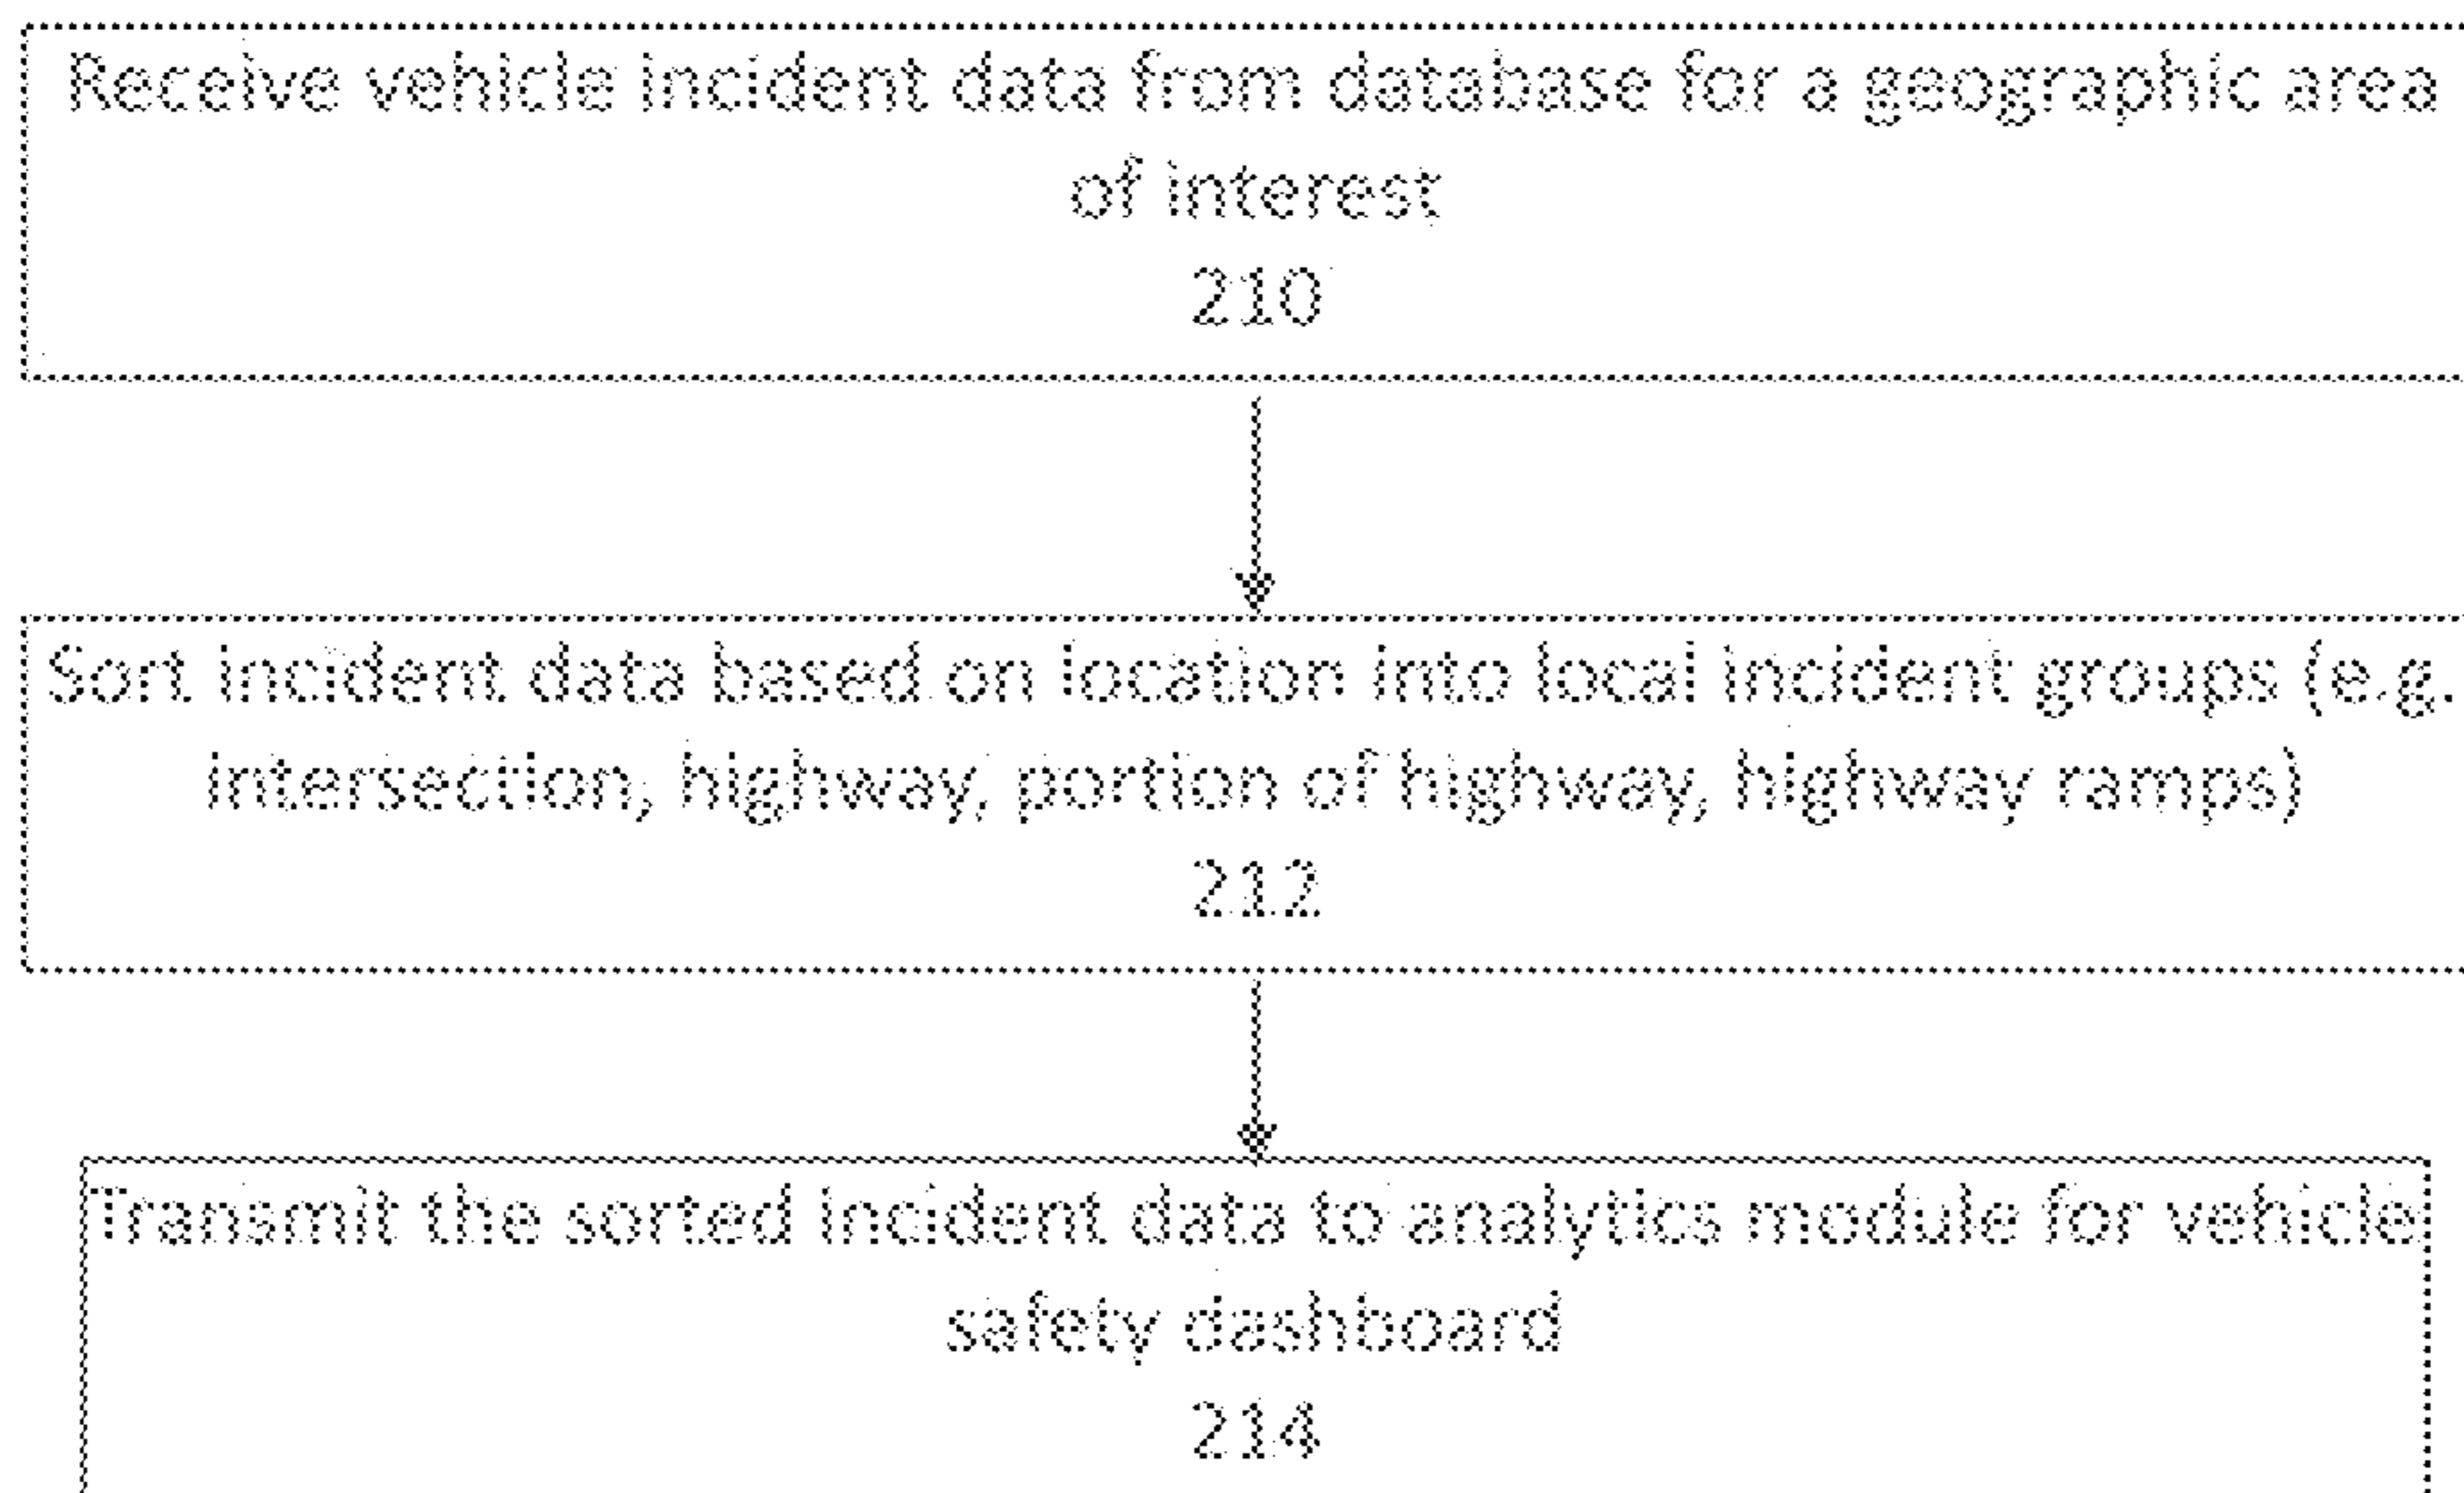 Receive vehicle incident data from database for a geographic area
of interest
210
Sort incident data based on location into local incident groups (e.g.
intersection, highway, portion of highway, highway ramps)
212
Transmit the sorted incident data to analytics module for vehicle
safety dashboard
214